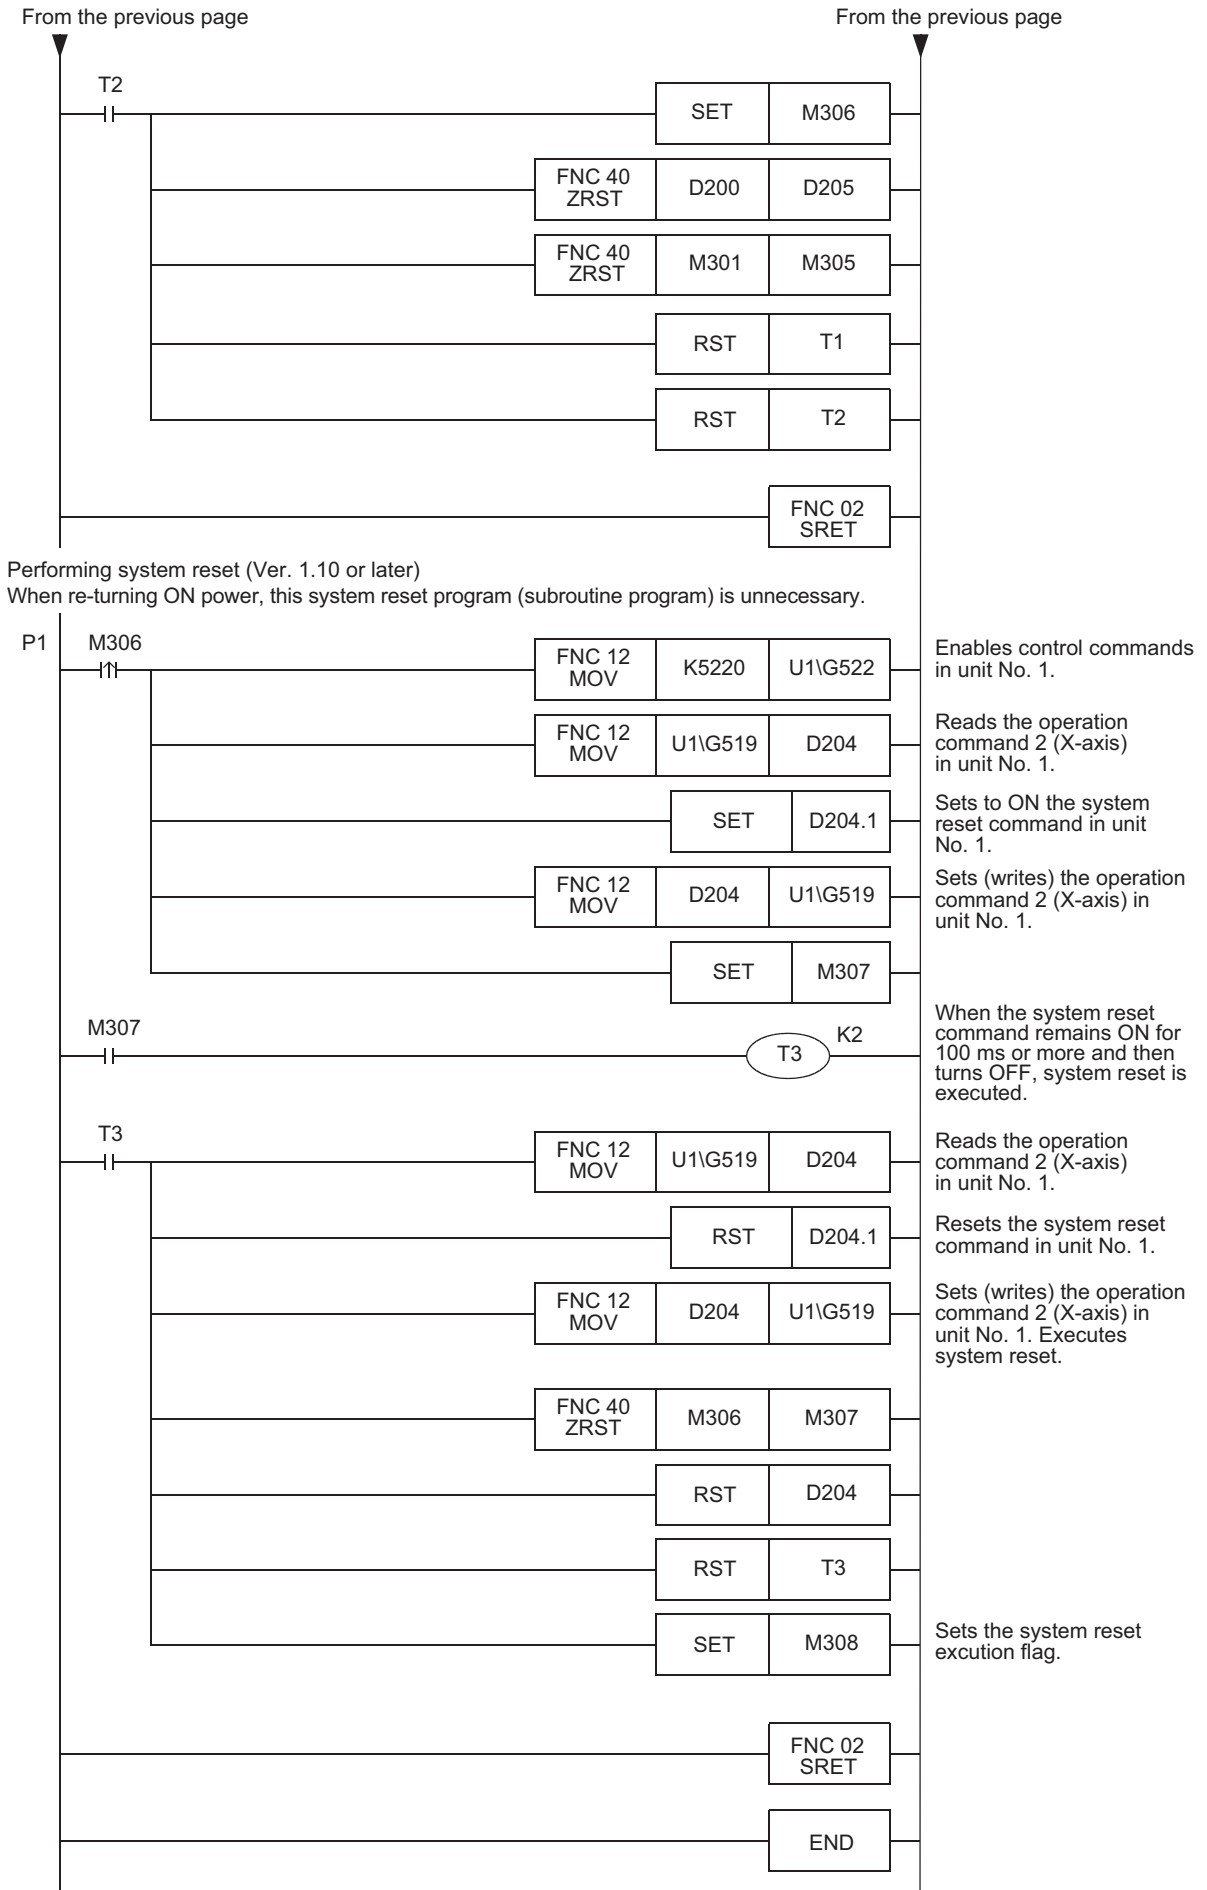 From the previous page From the previous page
T2
SET M306
FNC 40
ZRST D200 D205
FNC 40
ZRST M301 M305
RST T1
RST T2
FNC 02
SRET
Performing system reset (Ver. 1.10 or later)
When re-turning ON power, this system reset program (subroutine program) is unnecessary.
P1 M306
FNC 12
MOV K5220 U1\G522
Enables control commands
in unit No. 1.
FNC 12
MOV U1\G519 D204
Reads the operation
command 2 (X-axis)
in unit No. 1.
SET D204.1
Sets to ON the system
reset command in unit
No. 1.
FNC 12
MOV D204 U1\G519
Sets (writes) the operation
command 2 (X-axis) in
unit No. 1.
SET M307
M307
T3 K2
When the system reset
command remains ON for
100 ms or more and then
turns OFF, system reset is
executed.
T3
FNC 12
MOV U1\G519 D204
Reads the operation
command 2 (X-axis)
in unit No. 1.
RST D204.1
Resets the system reset
command in unit No. 1.
FNC 12
MOV D204 U1\G519
Sets (writes) the operation
command 2 (X-axis) in
unit No. 1. Executes
system reset.
FNC 40
ZRST M306 M307
RST D204
RST T3
SET M308
Sets the system reset
excution flag.
FNC 02
SRET
END